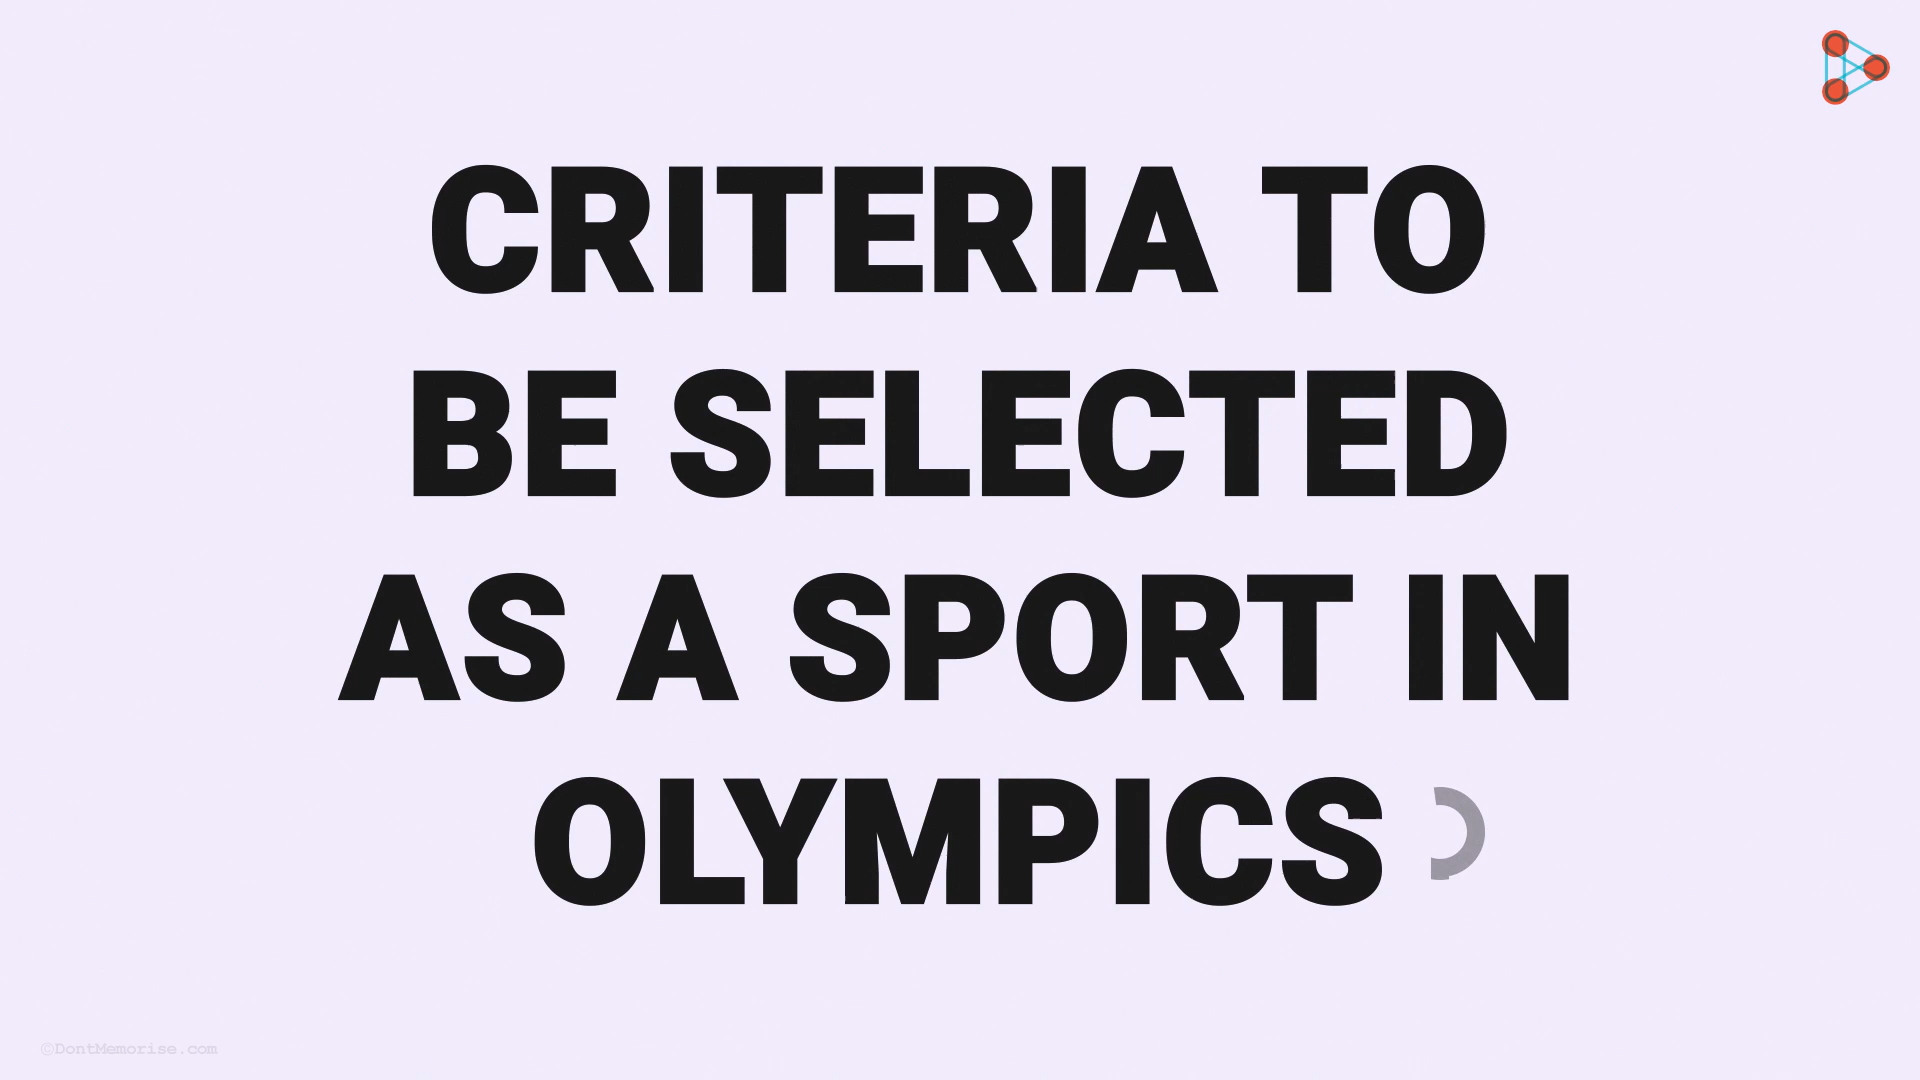 CRITERIA TO
BE SELECTED
AS A SPORT IN
OLYMPICS
©DontMemorise.com